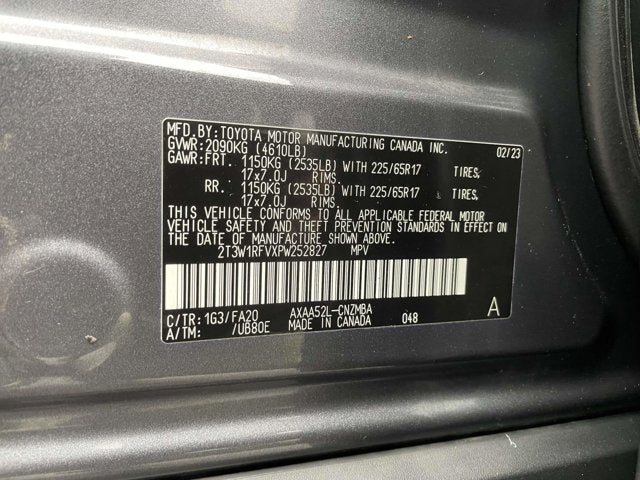 MFD. BY: TOYOTA MOTOR MANUFACTURING CANADA INC. 02/23
GVWR: 2090KG (4610LB)
GAWR: FRT. 1150KG (2535LB) WITH 225/65R17 TIRES,
17x7.0J RIMS,
RR. 1150KG (2535LB) WITH 225/65R17 TIRES,
17x7.0J RIMS,
THIS VEHICLE CONFORMS TO ALL APPLICABLE FEDERAL MOTOR
VEHICLE SAFETY AND THEFT PREVENTION STANDARDS IN EFFECT ON
THE DATE OF MANUFACTURE SHOWN ABOVE.
2T3W1RFVXPW252827 MPV
C/TR: 1G3/FA20 AXAA52L-CNZMBA
A/TM: /UB80E MADE IN CANADA 048 A